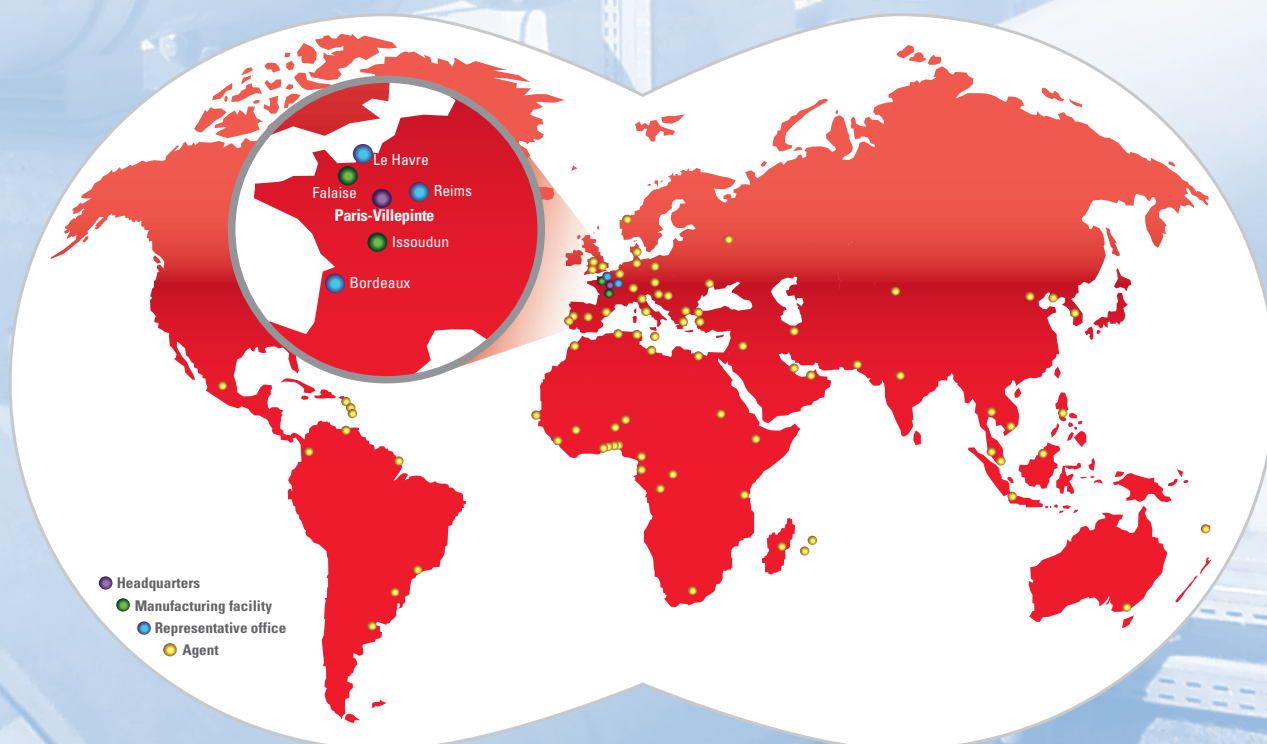 Le Havre
Falaise
Reims
Paris-Villepinte
Issoudun
Bordeaux
Headquarters
Manufacturing facility
Representative office
Agent